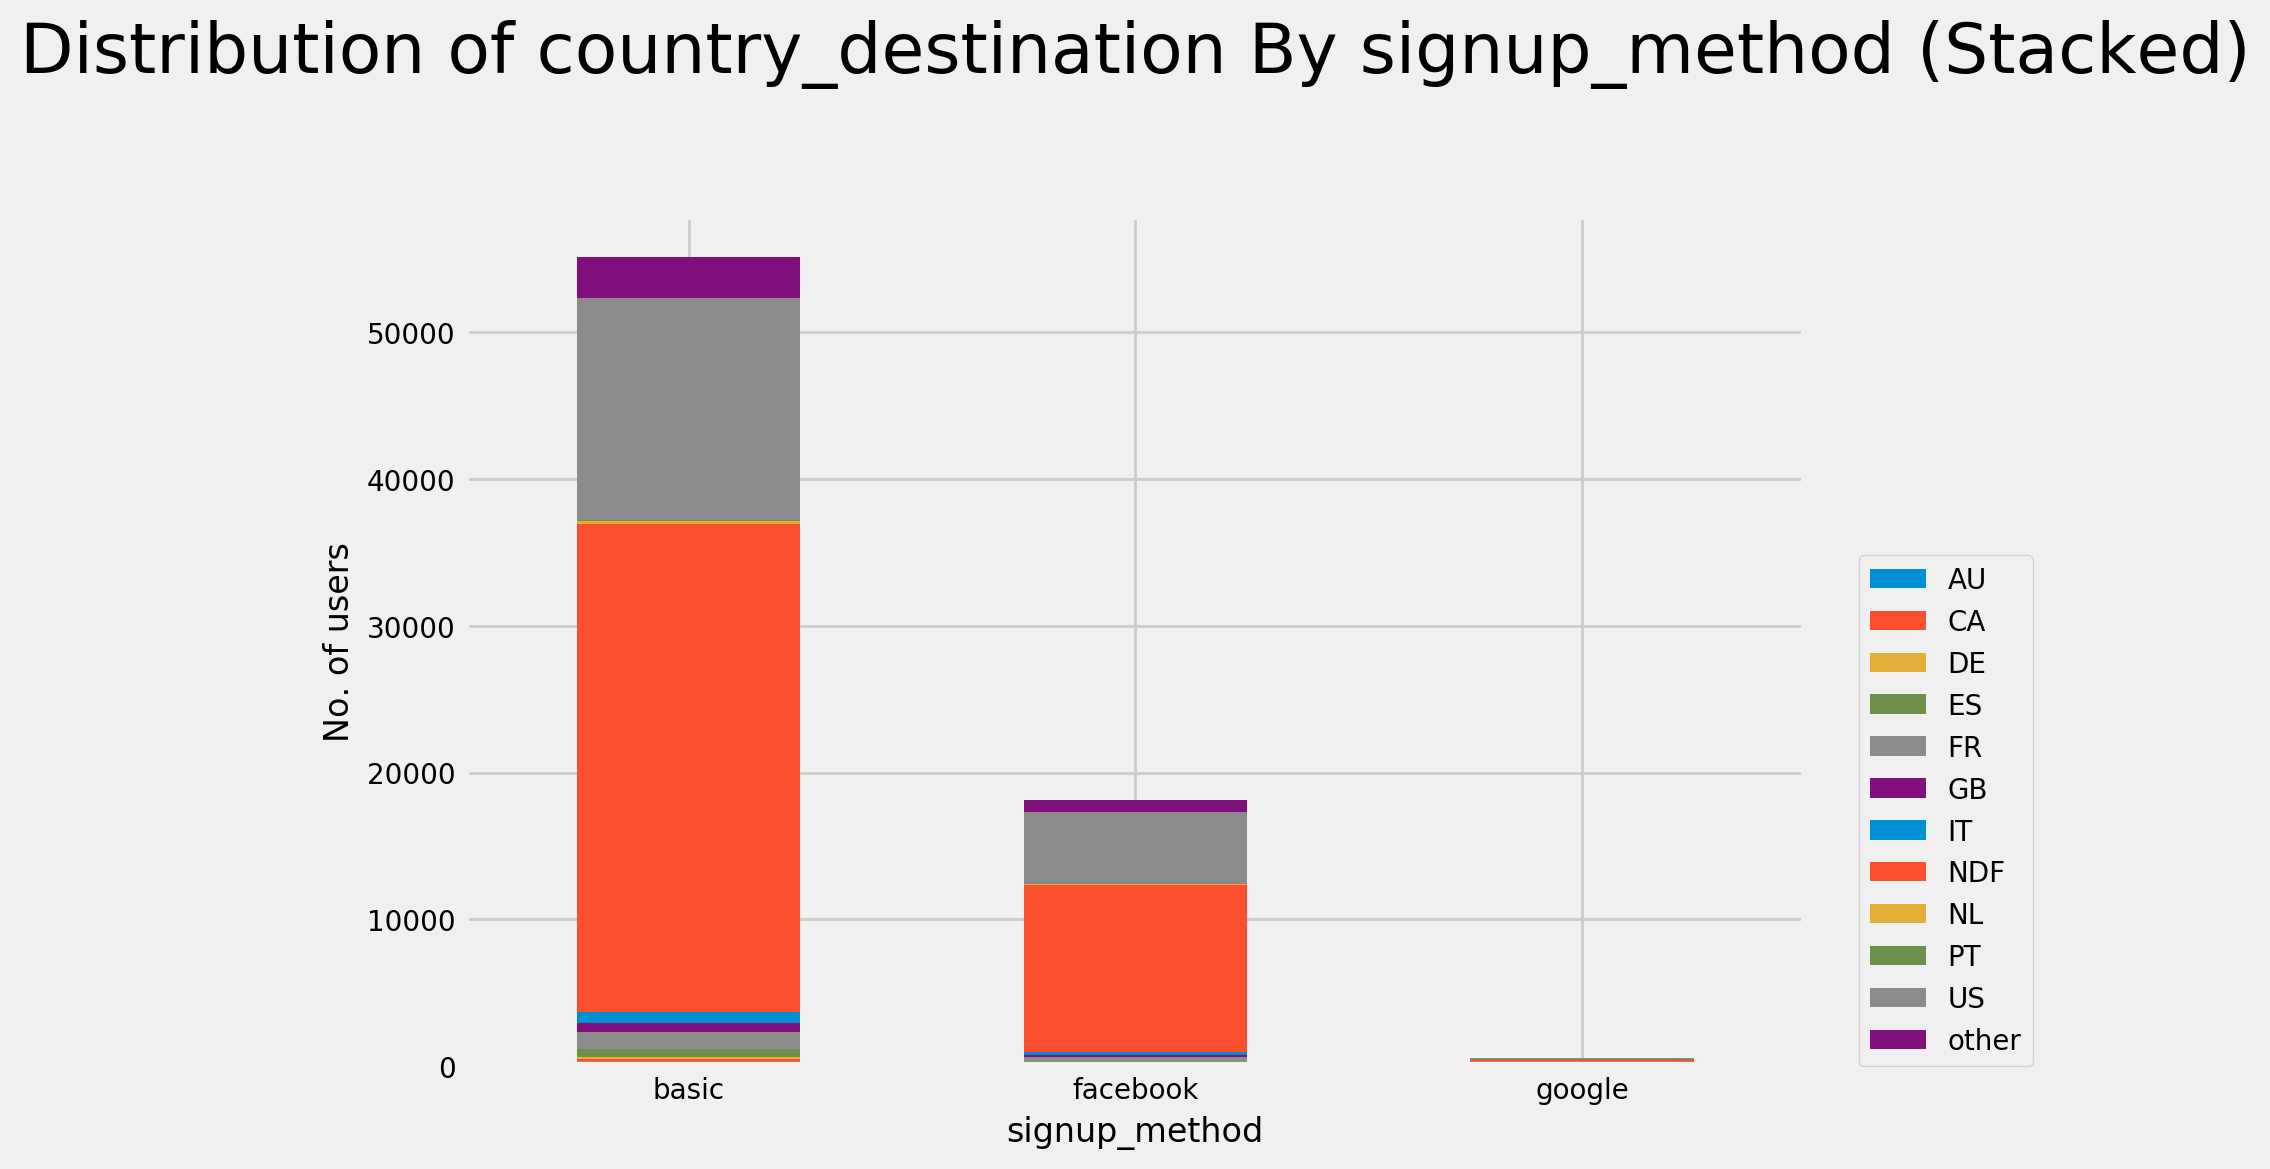 Distribution of country_destination By signup_method (Stacked)
No. of users
50000
40000
30000
20000
10000
0
basic
facebook
google
signup_method
AU
CA
DE
ES
FR
GB
IT
NDF
NL
PT
US
other